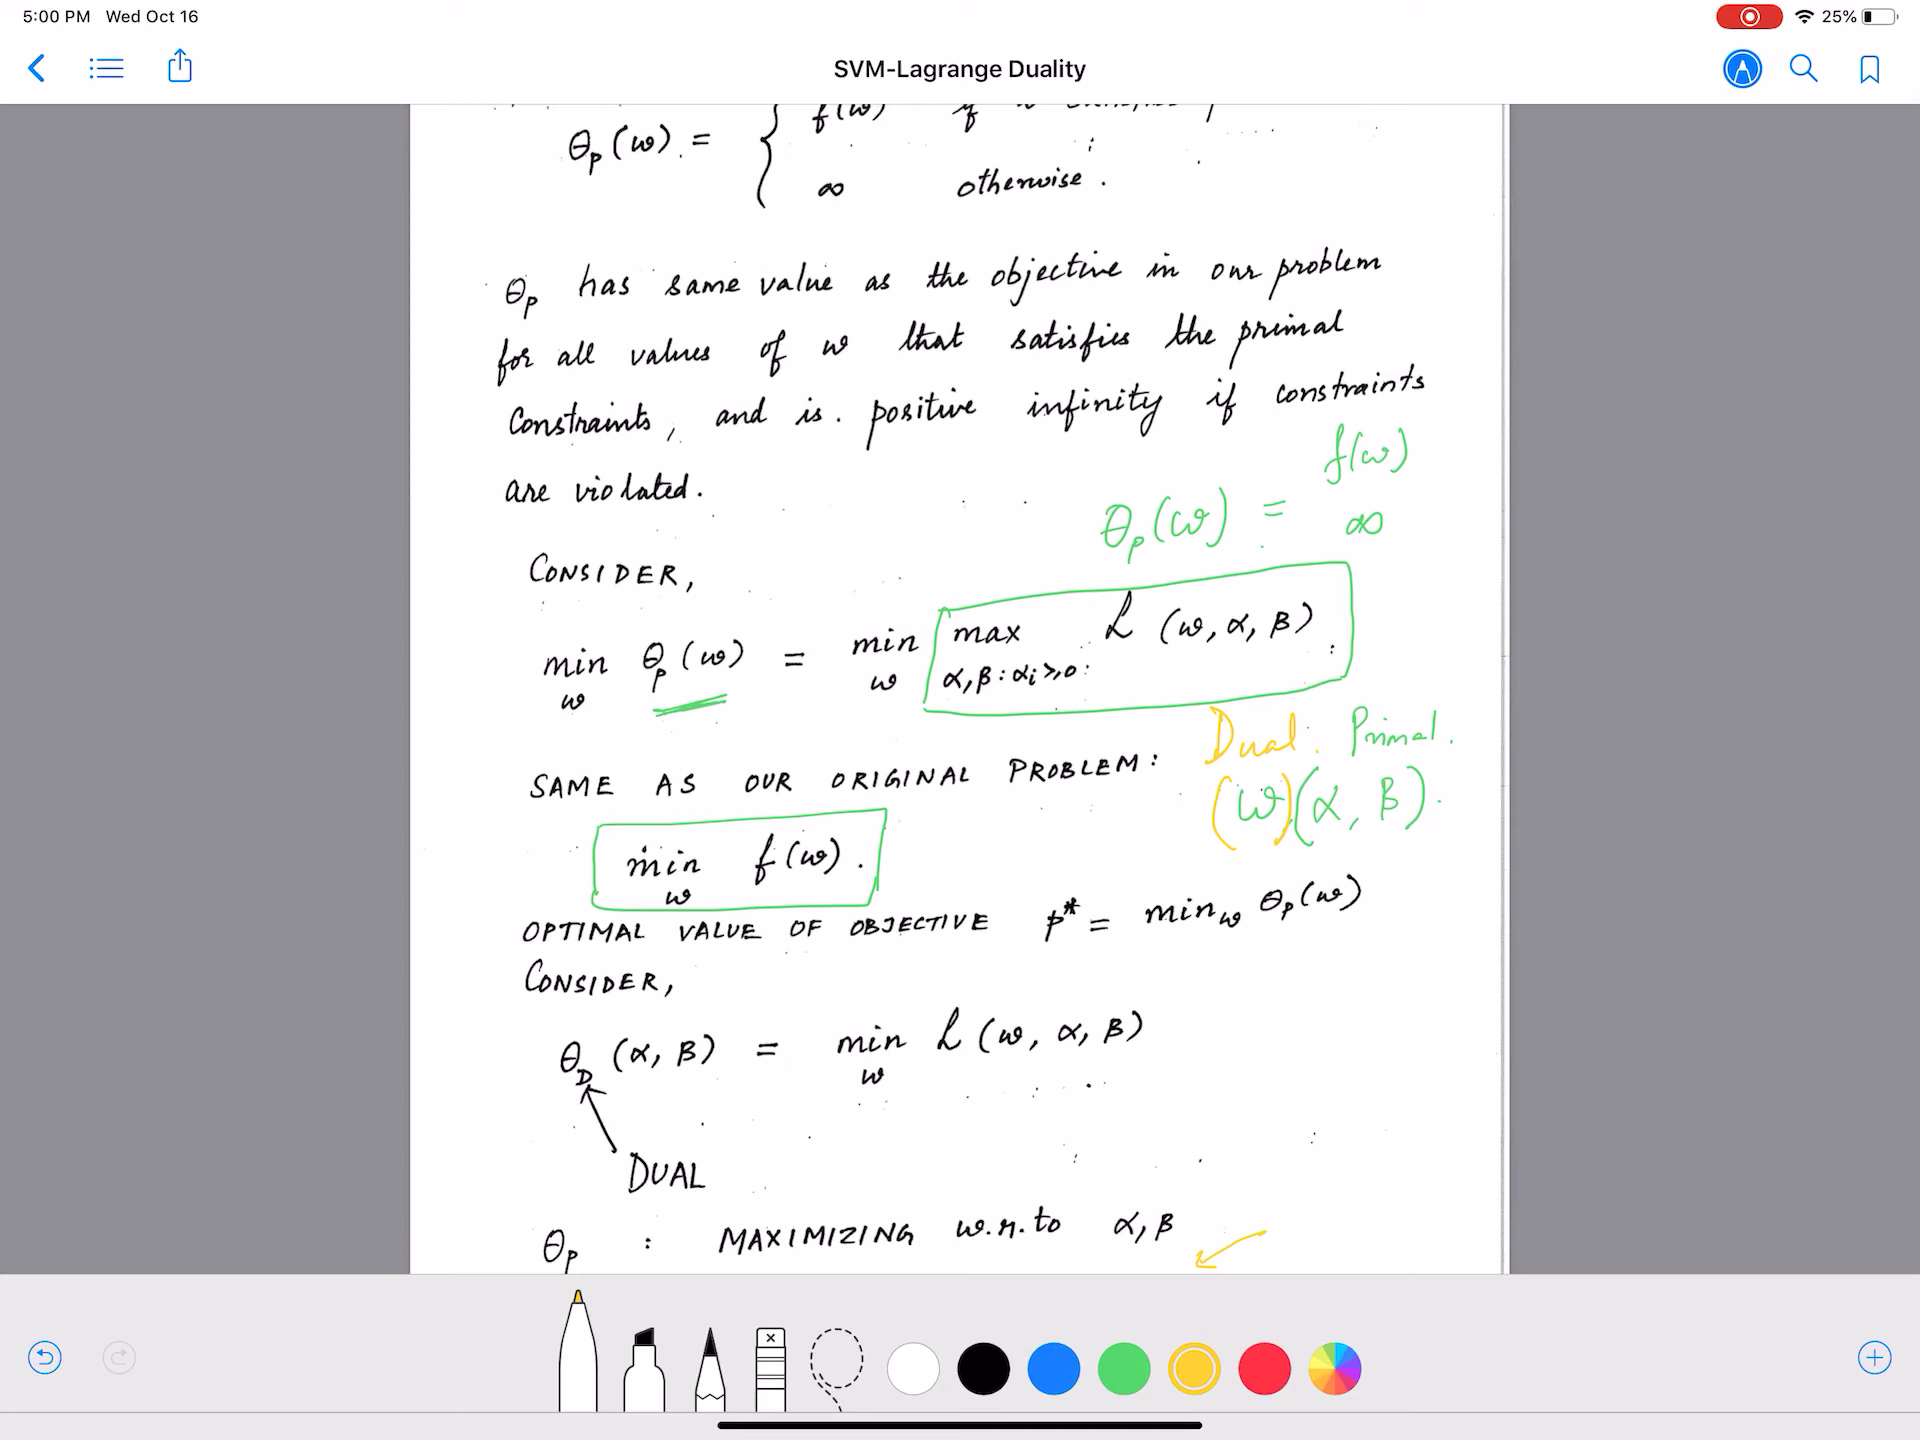 5:00 PM Wed Oct 16
25%
SVM-Lagrange Duality
θp (w) = { f(w) if w
∞ otherwise .
θp has same value as the objective in our problem
for all values of w that satisfies the primal
Constraints, and is. positive infinity if constraints
are violated.
f(w)
θp(w) =
∞
CONSIDER,
min θp(w) = min max L (w, α, β)
w w α,β : αi ≥ 0 :
Dual. Primal.
SAME AS OUR ORIGINAL PROBLEM:
(w)(α, β).
min f(w).
w
OPTIMAL VALUE OF OBJECTIVE p* = min w θp(w)
CONSIDER,
θD (α, β) = min L (w, α, β)
w
DUAL
θp : MAXIMIZING w.r.to α, β